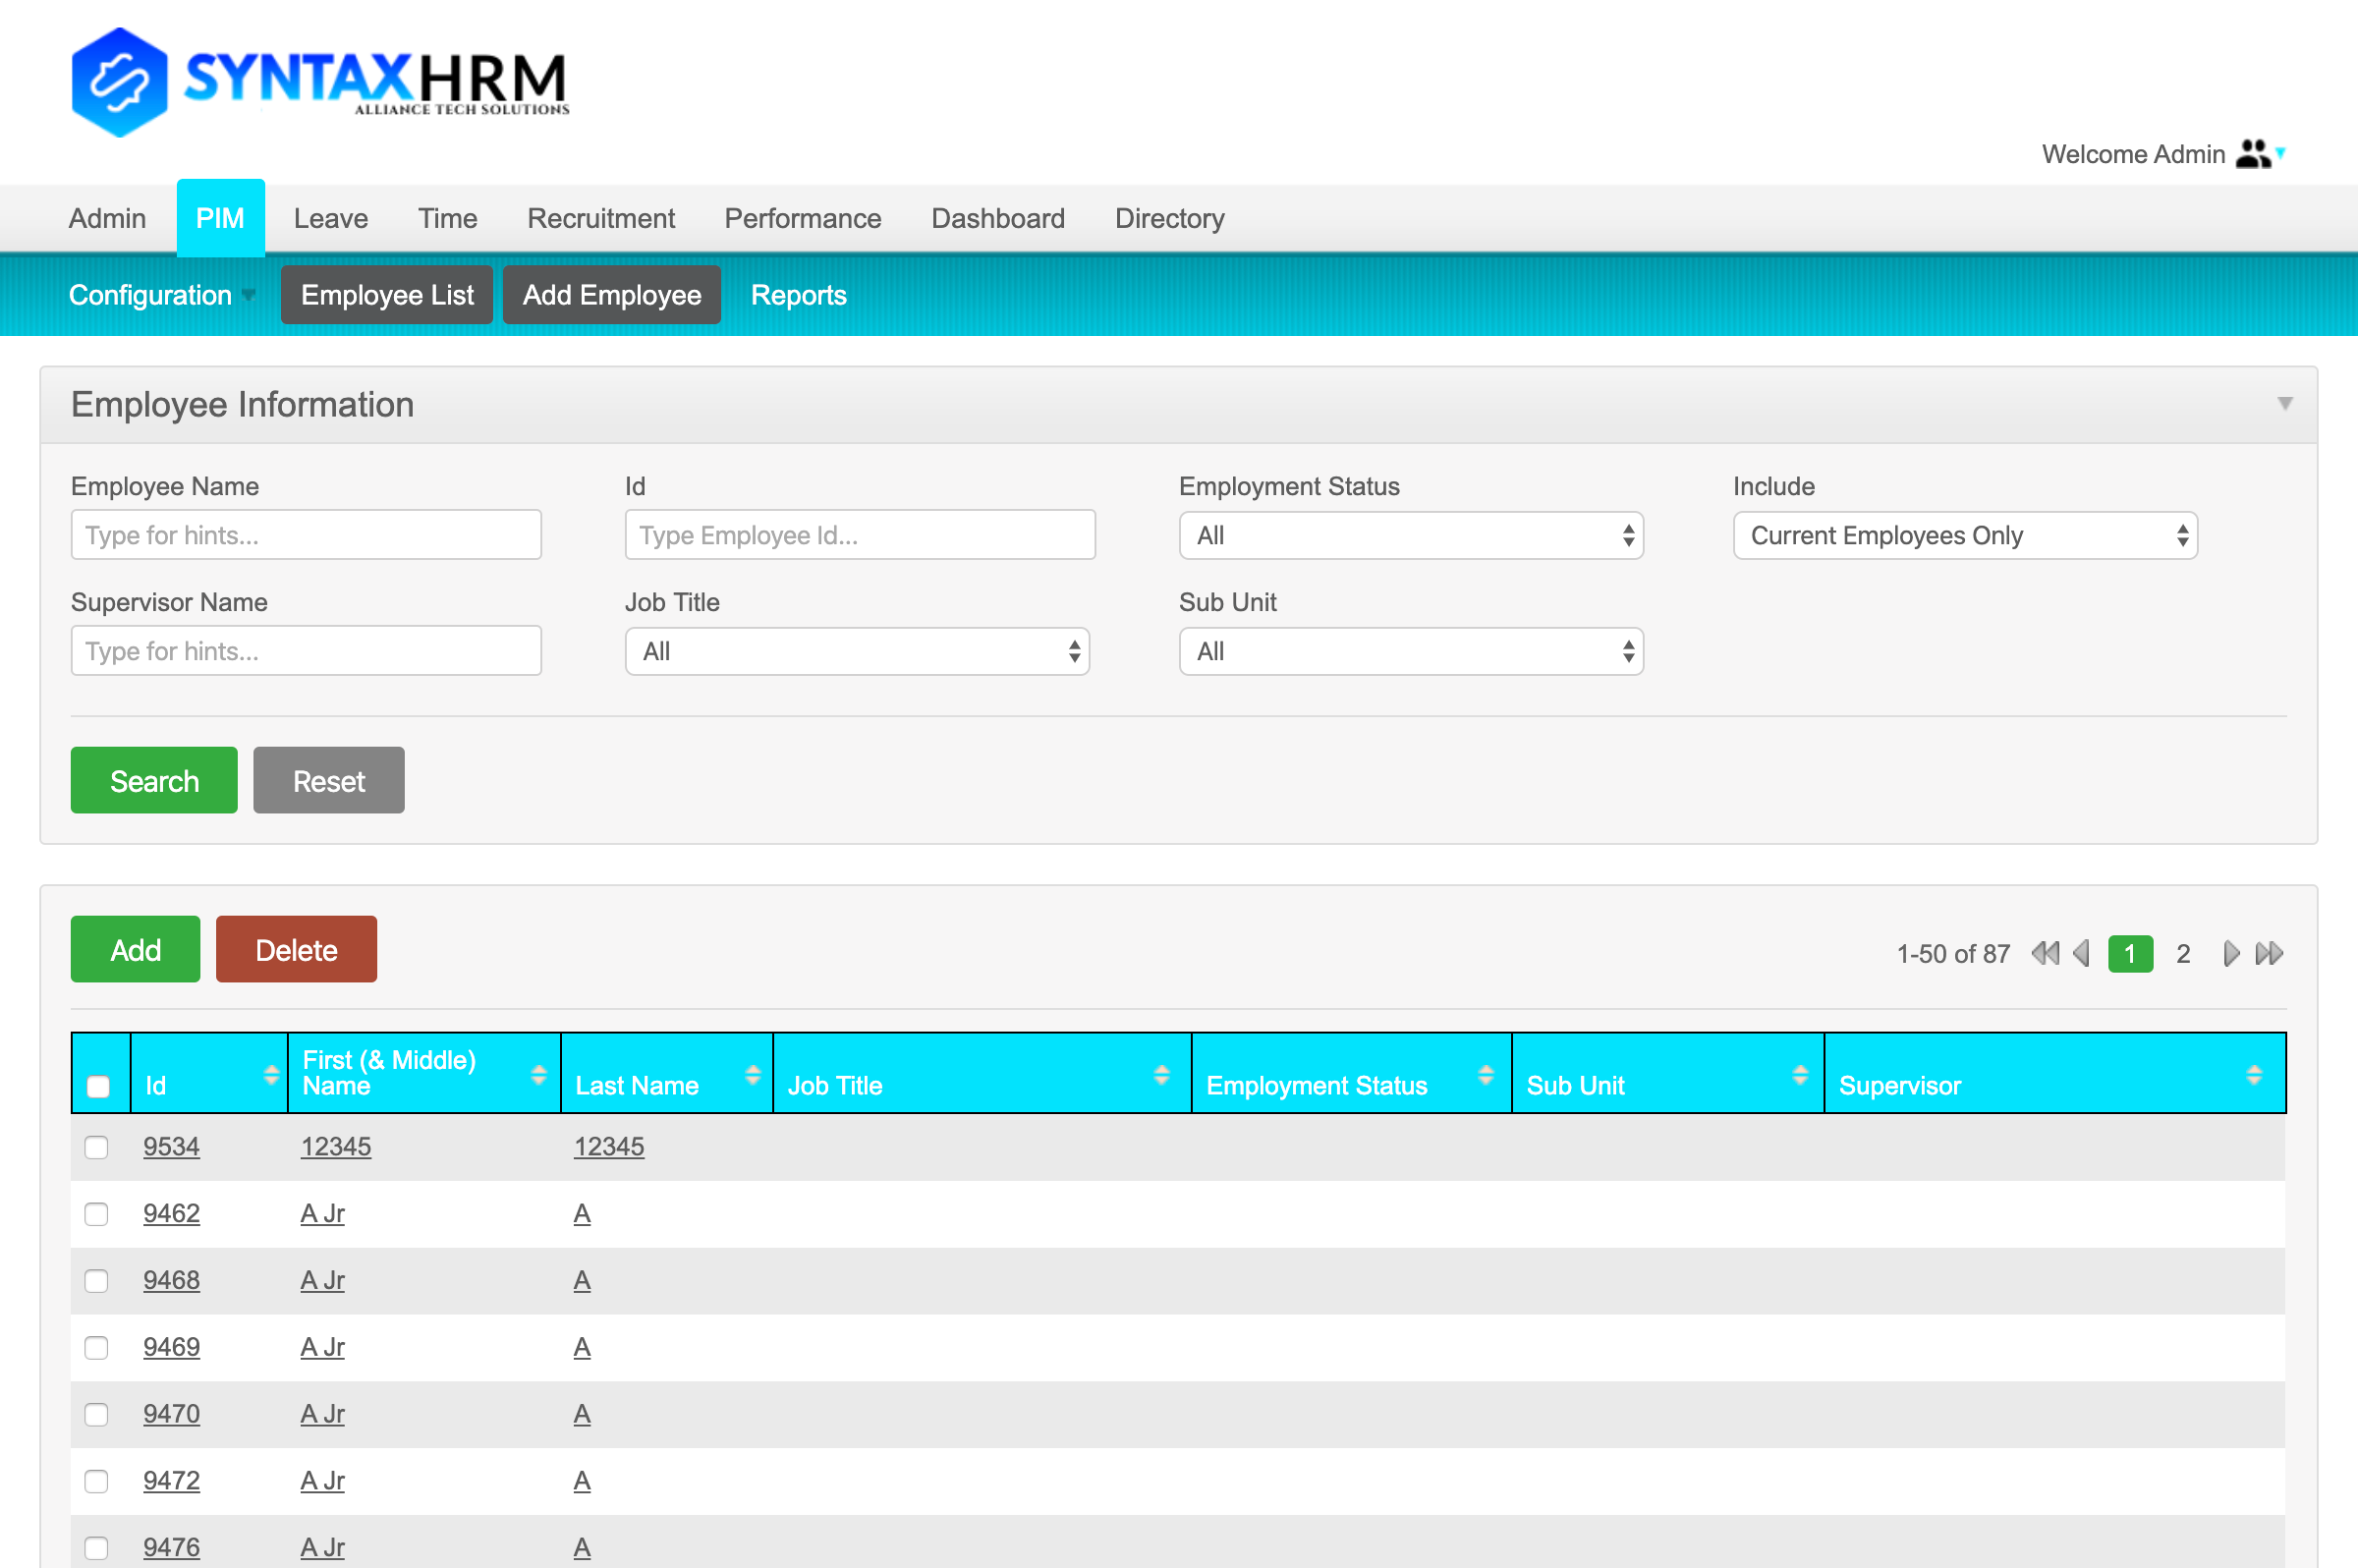 SYNTAXHRM
ALLIANCE TECH SOLUTIONS
Welcome Admin
Admin PIM Leave Time Recruitment Performance Dashboard Directory
Configuration Employee List Add Employee Reports
Employee Information
Employee Name Id Employment Status Include
Type for hints... Type Employee Id... All Current Employees Only
Supervisor Name Job Title Sub Unit
Type for hints... All All
Search Reset
Add Delete 1-50 of 87 1 2
Id First (& Middle) Name Last Name Job Title Employment Status Sub Unit Supervisor
9534 12345 12345
9462 A Jr A
9468 A Jr A
9469 A Jr A
9470 A Jr A
9472 A Jr A
9476 A Jr A